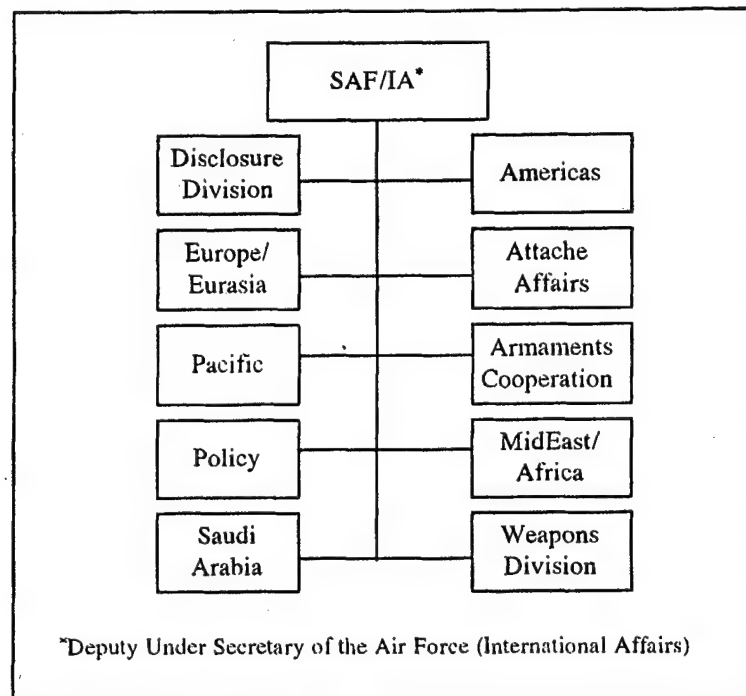 SAF/IA*
Disclosure
Division
Americas
Europe/
Eurasia
Attache
Affairs
Pacific
Armaments
Cooperation
Policy
MidEast/
Africa
Saudi
Arabia
Weapons
Division
*Deputy Under Secretary of the Air Force (International Affairs)